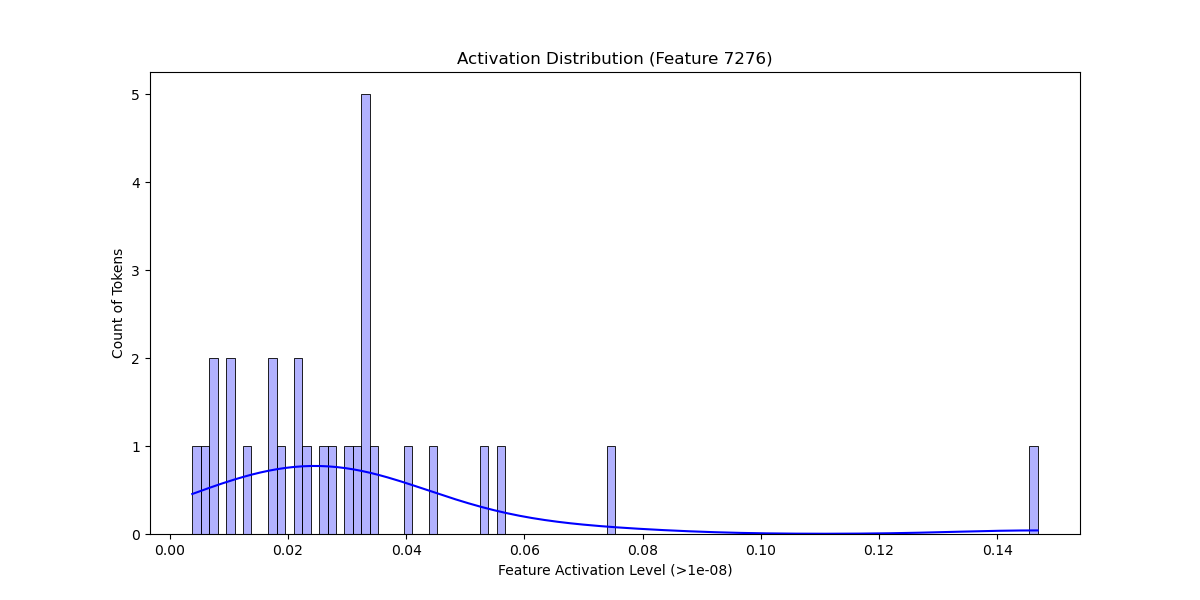 Activation Distribution (Feature 7276)
5
4
3
2
1
0
Count of Tokens
0.00 0.02 0.04 0.06 0.08 0.10 0.12 0.14
Feature Activation Level (>1e-08)